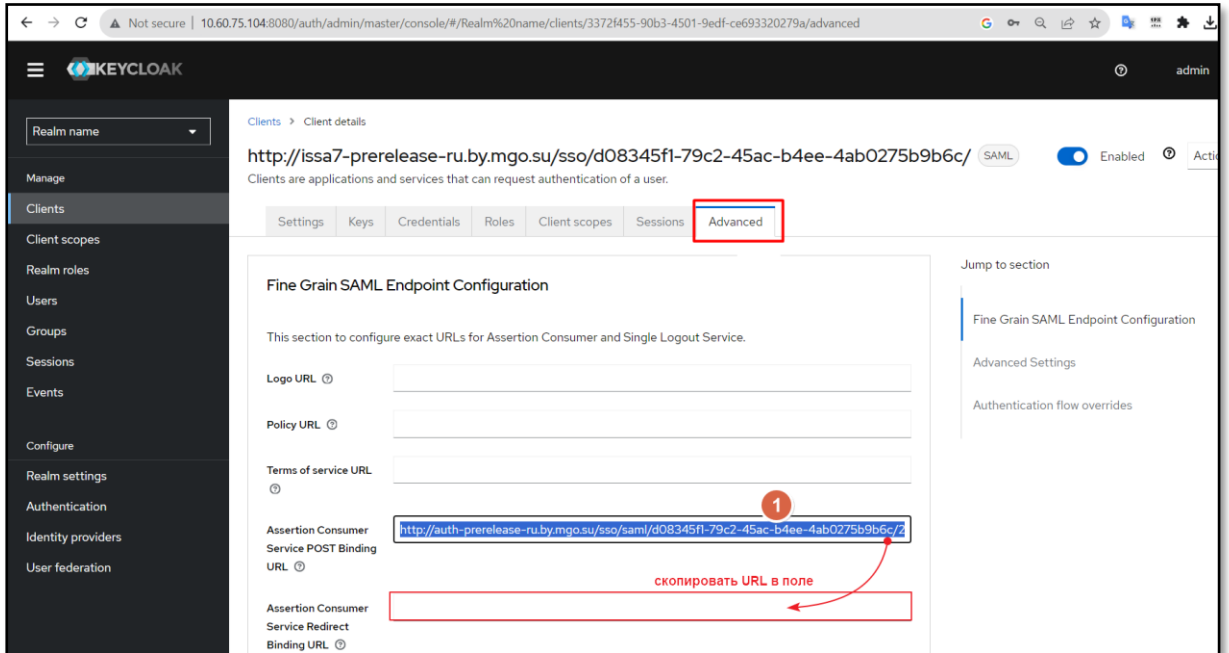 Not secure | 10.60.75.104:8080/auth/admin/master/console/#/Realm%20name/clients/3372f455-90b3-4501-9edf-ce693320279a/advanced
KEYCLOAK
admin
Realm name
Manage
Clients
Client scopes
Realm roles
Users
Groups
Sessions
Events
Configure
Realm settings
Authentication
Identity providers
User federation
Clients > Client details
http://issa7-prerelease-ru.by.mgo.su/sso/d08345f1-79c2-45ac-b4ee-4ab0275b9b6c/ SAML
Enabled
Actic
Clients are applications and services that can request authentication of a user.
Settings Keys Credentials Roles Client scopes Sessions Advanced
Fine Grain SAML Endpoint Configuration
This section to configure exact URLs for Assertion Consumer and Single Logout Service.
Logo URL
Policy URL
Terms of service URL
1
Assertion Consumer
Service POST Binding
URL
http://auth-prerelease-ru.by.mgo.su/sso/saml/d08345f1-79c2-45ac-b4ee-4ab0275b9b6c/2
скопировать URL в поле
Assertion Consumer
Service Redirect
Binding URL
Jump to section
Fine Grain SAML Endpoint Configuration
Advanced Settings
Authentication flow overrides